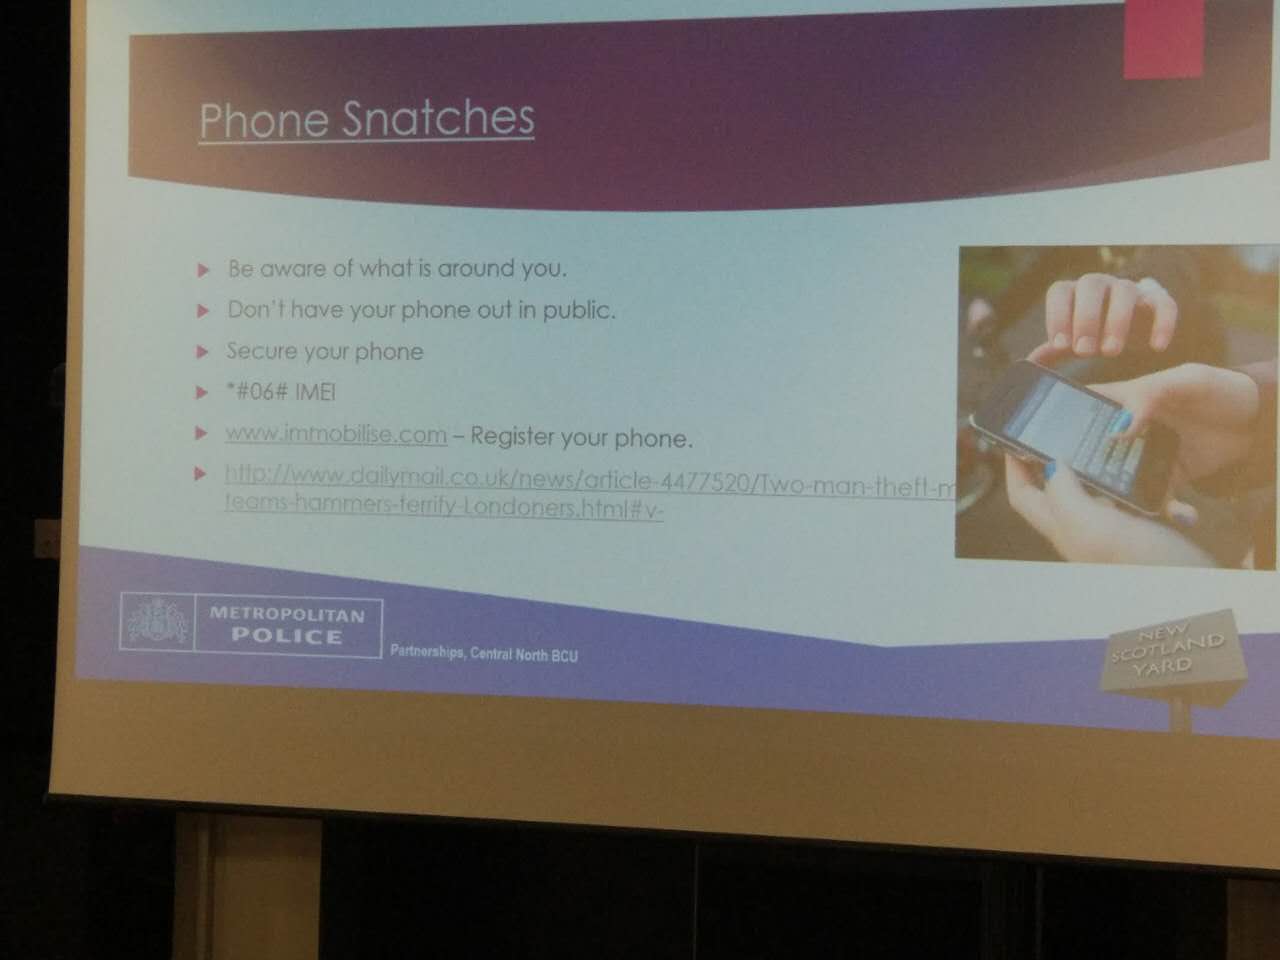 Phone Snatches
Be aware of what is around you.
Don't have your phone out in public.
Secure your phone
*#06# IMEI
www.immobilise.com – Register your phone.
http://www.dailymail.co.uk/news/article-4477520/Two-man-theft-m
teams-hammers-terrify-Londoners.html#v-
METROPOLITAN
POLICE
Partnerships, Central North BCU
NEW
SCOTLAND
YARD